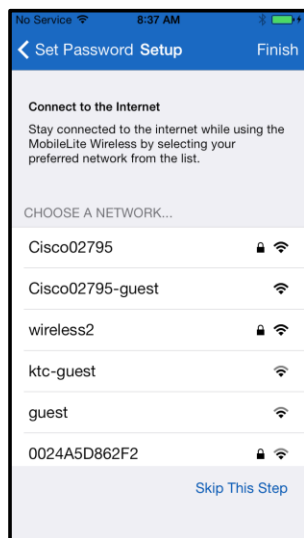 No Service 8:37 AM
Set Password Setup Finish
Connect to the Internet
Stay connected to the internet while using the
MobileLite Wireless by selecting your
preferred network from the list.
CHOOSE A NETWORK...
Cisco02795
Cisco02795-guest
wireless2
ktc-guest
guest
0024A5D862F2
Skip This Step